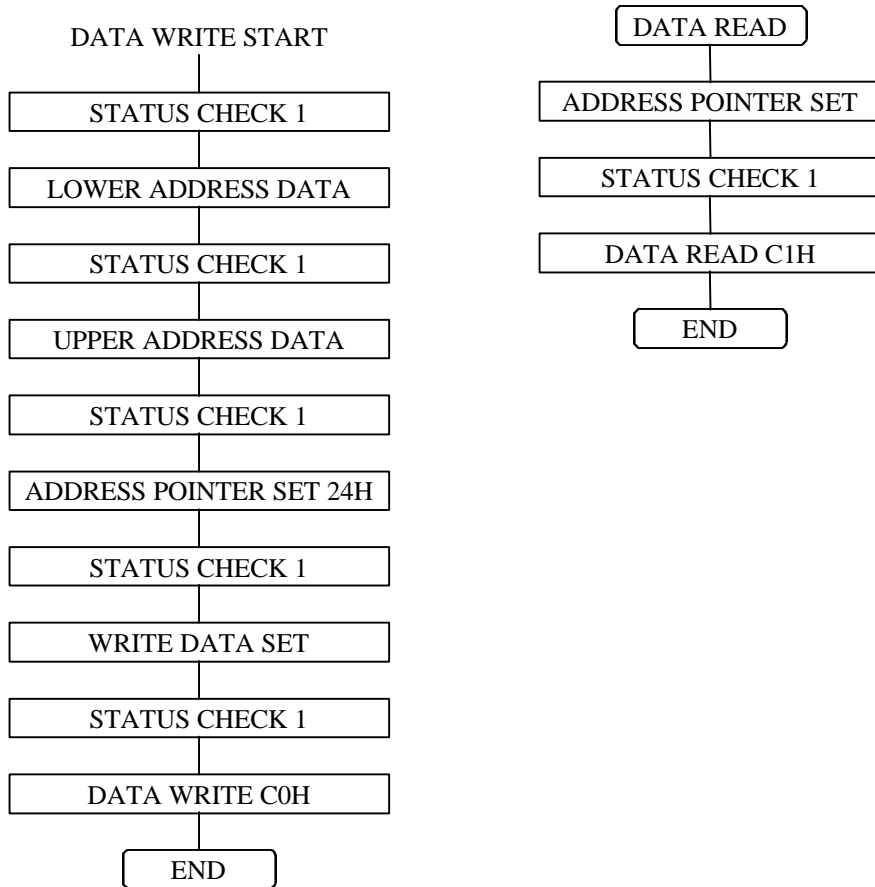 DATA WRITE START
STATUS CHECK 1
LOWER ADDRESS DATA
STATUS CHECK 1
UPPER ADDRESS DATA
STATUS CHECK 1
ADDRESS POINTER SET 24H
STATUS CHECK 1
WRITE DATA SET
STATUS CHECK 1
DATA WRITE C0H
END
DATA READ
ADDRESS POINTER SET
STATUS CHECK 1
DATA READ C1H
END